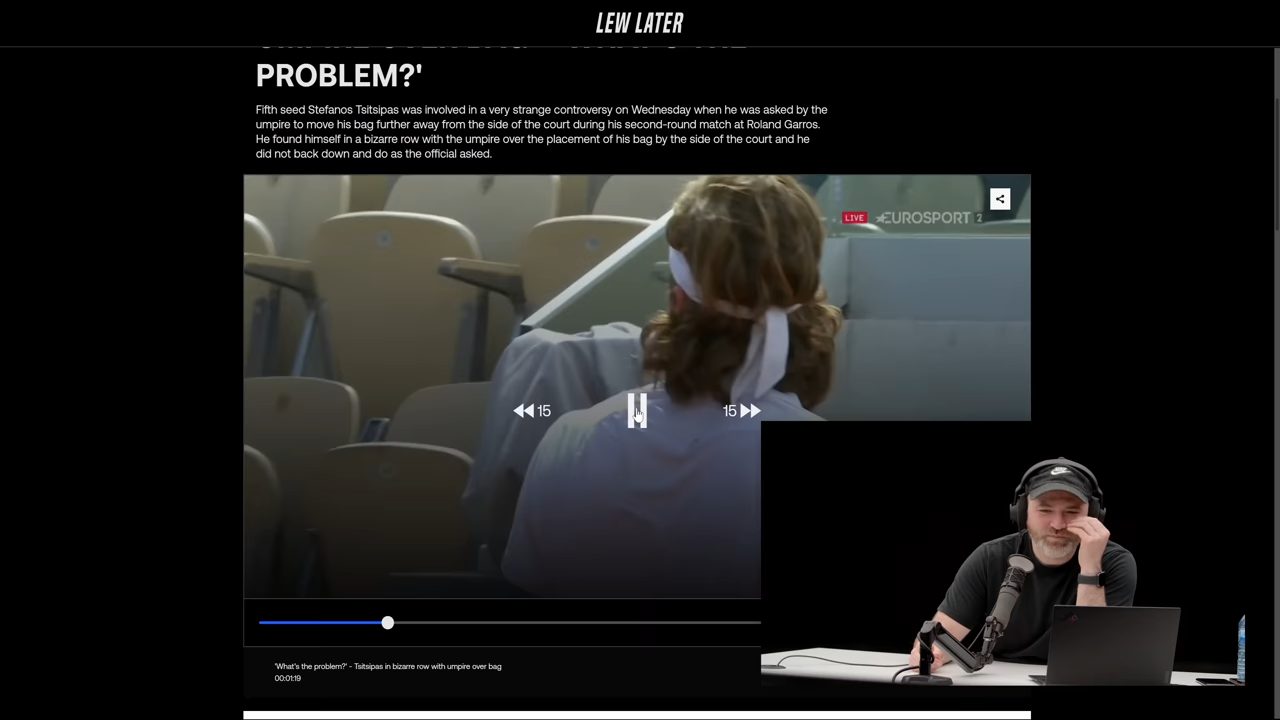 LEW LATER
PROBLEM?'
Fifth seed Stefanos Tsitsipas was involved in a very strange controversy on Wednesday when he was asked by the
umpire to move his bag further away from the side of the court during his second-round match at Roland Garros.
He found himself in a bizarre row with the umpire over the placement of his bag by the side of the court and he
did not back down and do as the official asked.
LIVE EUROSPORT 2
15 15
'What's the problem?' - Tsitsipas in bizarre row with umpire over bag
00:01:19